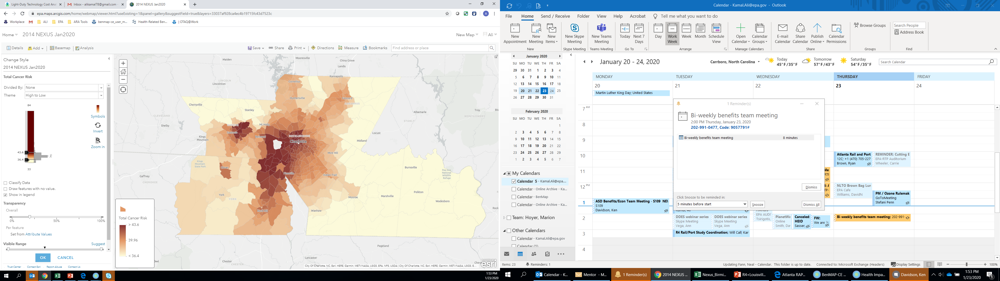 Light-Duty Technology Cost Anal
Inbox - alikamal78@gmail.com -
2014 NEXUS Jan2020
epa.maps.arcgis.com/home/webmap/viewer.html?useExisting=1&panel=gallery&suggestField=true&layers=33037af928ca4ec4b19715fc43d7523c
Workplace
ALI
EPA
ARA Tools
benmap-ce_user_m...
Health-Related Ben...
| OTAQ@Work
Home
2014 NEXUS Jan2020
New Map
Ali
Details
Add
Basemap
Analysis
Save
Share
Print
Directions
Measure
Bookmarks
Find address or place
Change Style
2014 NEXUS Jan2020
Total Cancer Risk
Divided By: None
Theme High to Low
84
43.6
36.4
33
Symbols
Invert
Zoom in
Classify Data
Draw features with no value.
Show in legend
Transparency
Overall
0% 50% 100%
Per feature
Set from Attribute Values
Visible Range Suggest
OK CANCEL
Trust Center Contact Esri Report Abuse Contact Us
Maiden
Mooresville
China Grove
Landis
Kannapolis
Lake Norman
LINCOLN
Lincolnton
Cornelius
Huntersville
Concord
CABARRUS
Cherryville
Stanley
CLEVELAND
Shelby
Mt Holly
Gastonia
Belmont
Kings Mountain
MECKLENBURG
Charlotte
Albemarle
Troy
MONTGOMERY
STANLY
Locust
Midland
Mint Hill
Kings Mountain State Park
Clover
Gaffney
CHEROKEE
Pineville
Indian Trail
Burnsville
Pee Dee National Wildlife Refuge
York
YORK
Monroe
Marshville
Polkton
Wadesboro
Rock Hill
Waxhaw
Pageland
Lancaster
Chester
CHESTER
Total Cancer Risk
> 43.6
39.96
< 36.4
City Of Charlotte, NC, Esri, HERE, Garmin, METI/NASA, USGS, EPA, NPS, USDA | City Of Charlotte, NC, Esri, HERE, Garmin, METI/NASA, USGS, E...
POWERED BY
esri
1:53 PM
1/23/2020
Calendar - Kamal.Ali@epa.gov - Outlook
File Home Send / Receive Folder View Help Acrobat Tell me what you want to do
New Appointment
New Meeting
New Items
New Skype Meeting
New Teams Meeting
Today
Next 7 Days
Day
Work Week
Week
Month
Schedule View
Open Calendar
Calendar Groups
E-mail Calendar
Share Calendar
Publish Online
Calendar Permissions
Browse Groups
Search People
Address Book
New Skype Meeting Teams Meeting Go To Arrange Manage Calendars Share Groups Find
January 2020
SU MO TU WE TH FR SA
29 30 31 1 2 3 4
5 6 7 8 9 10 11
12 13 14 15 16 17 18
19 20 21 22 23 24 25
26 27 28 29 30 31
February 2020
SU MO TU WE TH FR SA
1
2 3 4 5 6 7 8
9 10 11 12 13 14 15
16 17 18 19 20 21 22
23 24 25 26 27 28 29
1 2 3 4 5 6 7
My Calendars
Calendar 5 - Kamal.Ali@epa....
Calendar - Online Archive - Ka...
Calendar - BenMap
Calendar - Online Archive - Ka...
Team: Hoyer, Marion
Other Calendars
Calendar - Kamal.Ali@epa.gov
Calendar (1)
January 20 - 24, 2020
Carrboro, North Carolina
Today
45°F/35°F
Tomorrow
57°F/43°F
Saturday
54°F/35°F
Search Calendar
MONDAY TUESDAY WEDNESDAY THURSDAY FRIDAY
20 21 22 23 24
Martin Luther King Day; United States
7 AM
8
9
10
11
12 PM
1
2
3
4
ASD Benefits/Econ Team Meeting - S109 NEW
S109
Davidson, Ken
1 Reminder(s)
Bi-weekly benefits team meeting
2:00 PM Thursday, January 23, 2020
202-991-0477, Code: 9057791#
Bi-weekly benefits team meeting 8 minutes
Dismiss
Click Snooze to be reminded in:
5 minutes before start
Snooze
Dismiss All
DDES webinar series
Skype Meeting
Vega, Ann
DDES webinar series
Skype Meeting
Vega, Ann
R4 Rail/Port Study Coordination; Will Call; Kar
EPA AUDI
Tsirigotis,
PlanetWa
Online
Smith, Da
Canceled:
HEID
Sasser,
FW:
We are
Atlanta Rail and Port
12C; +1 (470) 705-227
Brown, Ryan
REMINDER: Cutting E
EPA-RTP Auditorium
Wheeler, Carrie
NLTO Brown Bag Lun
EPA Cafe
Williams, DavidN
PM / Ozone Rulemak
GoToMeeting
Stefani Penn
Bi-weekly benefits team meeting; 202-991-
Items: 23
Reminders: 1
Updating Fann, Neal - Calendar. This folder is up to date. Connected to: Microsoft Exchange (Headers)
Display Settings
100%
Calendar - K...
Mentor - M...
1 Reminder(s)
2014 NEXUS ...
Nexus_Birmi...
R4+Louisvill...
Atlanta RAP...
BenMAP-CE ...
Health Impa...
Davidson, Ken
1:53 PM
1/23/2020